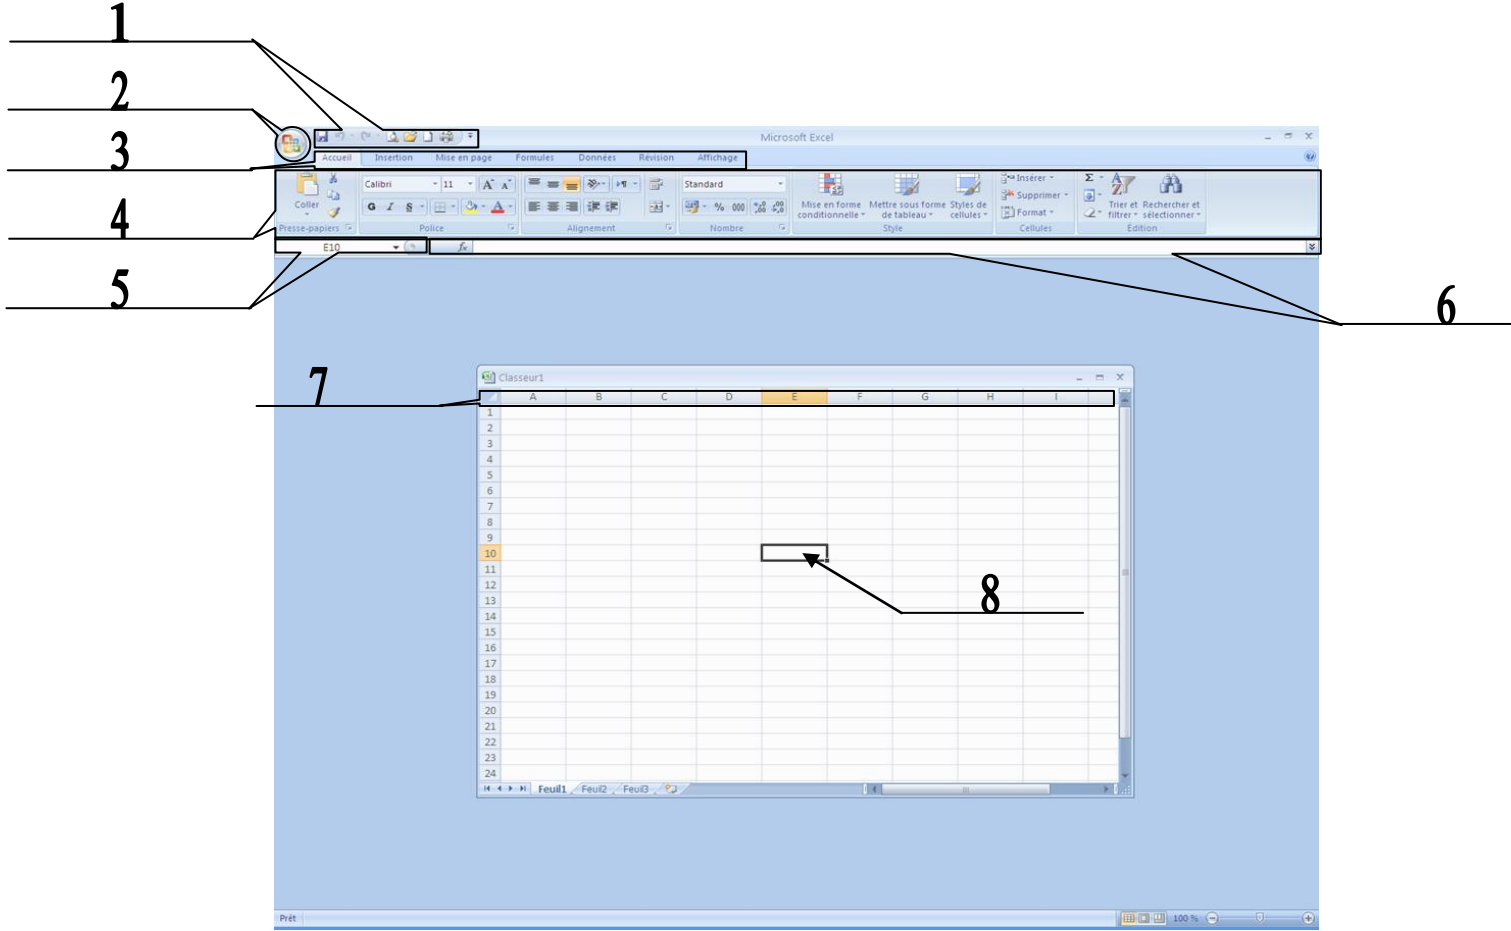 1
2
3
4
5
6
7
8
Microsoft Excel
Accueil Insertion Mise en page Formules Données Révision Affichage
Coller
Presse-papiers
Calibri 11 A A
G I S A
Police
Alignement
Standard
% 000 ,00 ,00
Nombre
Mise en forme conditionnelle
Mettre sous forme de tableau
Styles de cellules
Style
Insérer
Supprimer
Format
Cellules
Σ
Trier et filtrer
Rechercher et sélectionner
Édition
E10 fx
Classeur1
A B C D E F G H I
1
2
3
4
5
6
7
8
9
10
11
12
13
14
15
16
17
18
19
20
21
22
23
24
Feuil1 Feuil2 Feuil3
Prêt 100 %